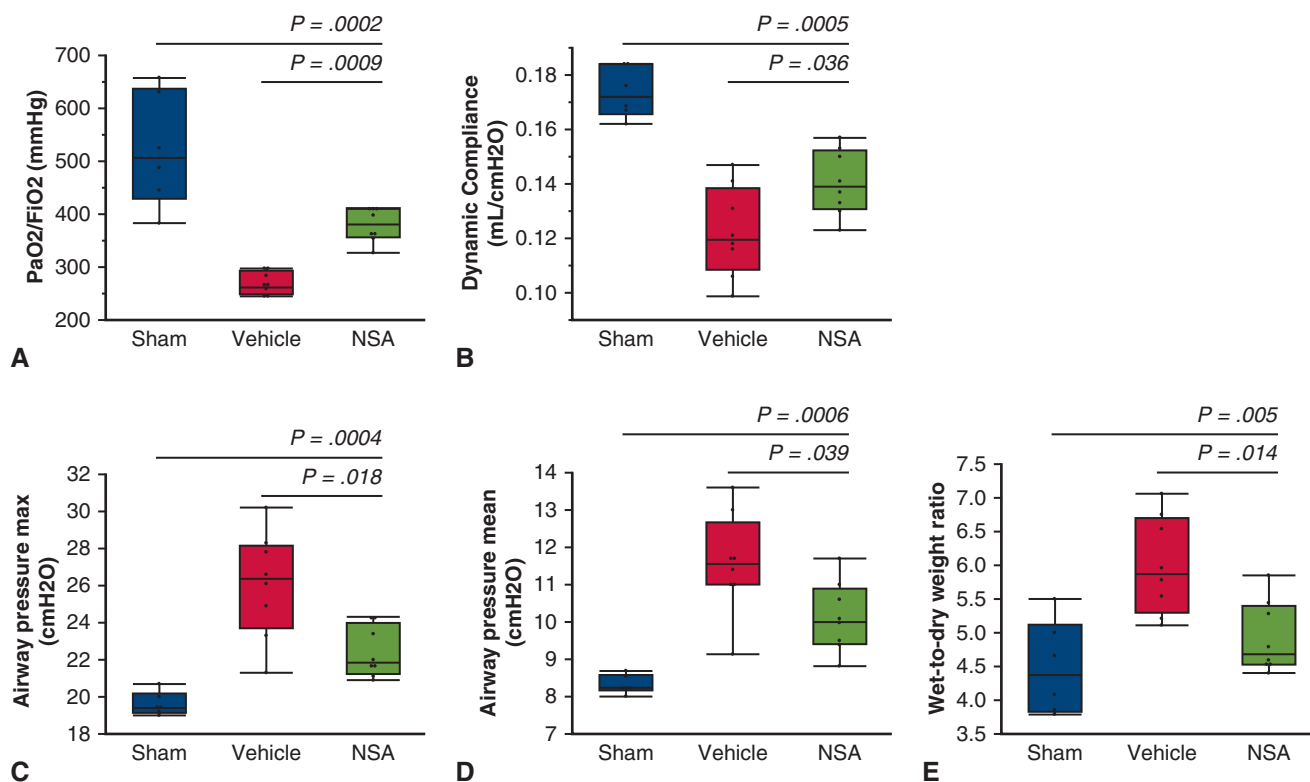 P = .0002
P = .0009
PaO2/FiO2 (mmHg)
700
600
500
400
300
200
Sham Vehicle NSA
A
P = .0005
P = .036
Dynamic Compliance
(mL/cmH2O)
0.18
0.16
0.14
0.12
0.10
Sham Vehicle NSA
B
P = .0004
P = .018
Airway pressure max
(cmH2O)
32
30
28
26
24
22
20
18
Sham Vehicle NSA
C
P = .0006
P = .039
Airway pressure mean
(cmH2O)
14
13
12
11
10
9
8
7
Sham Vehicle NSA
D
P = .005
P = .014
Wet-to-dry weight ratio
7.5
7.0
6.5
6.0
5.5
5.0
4.5
4.0
3.5
Sham Vehicle NSA
E